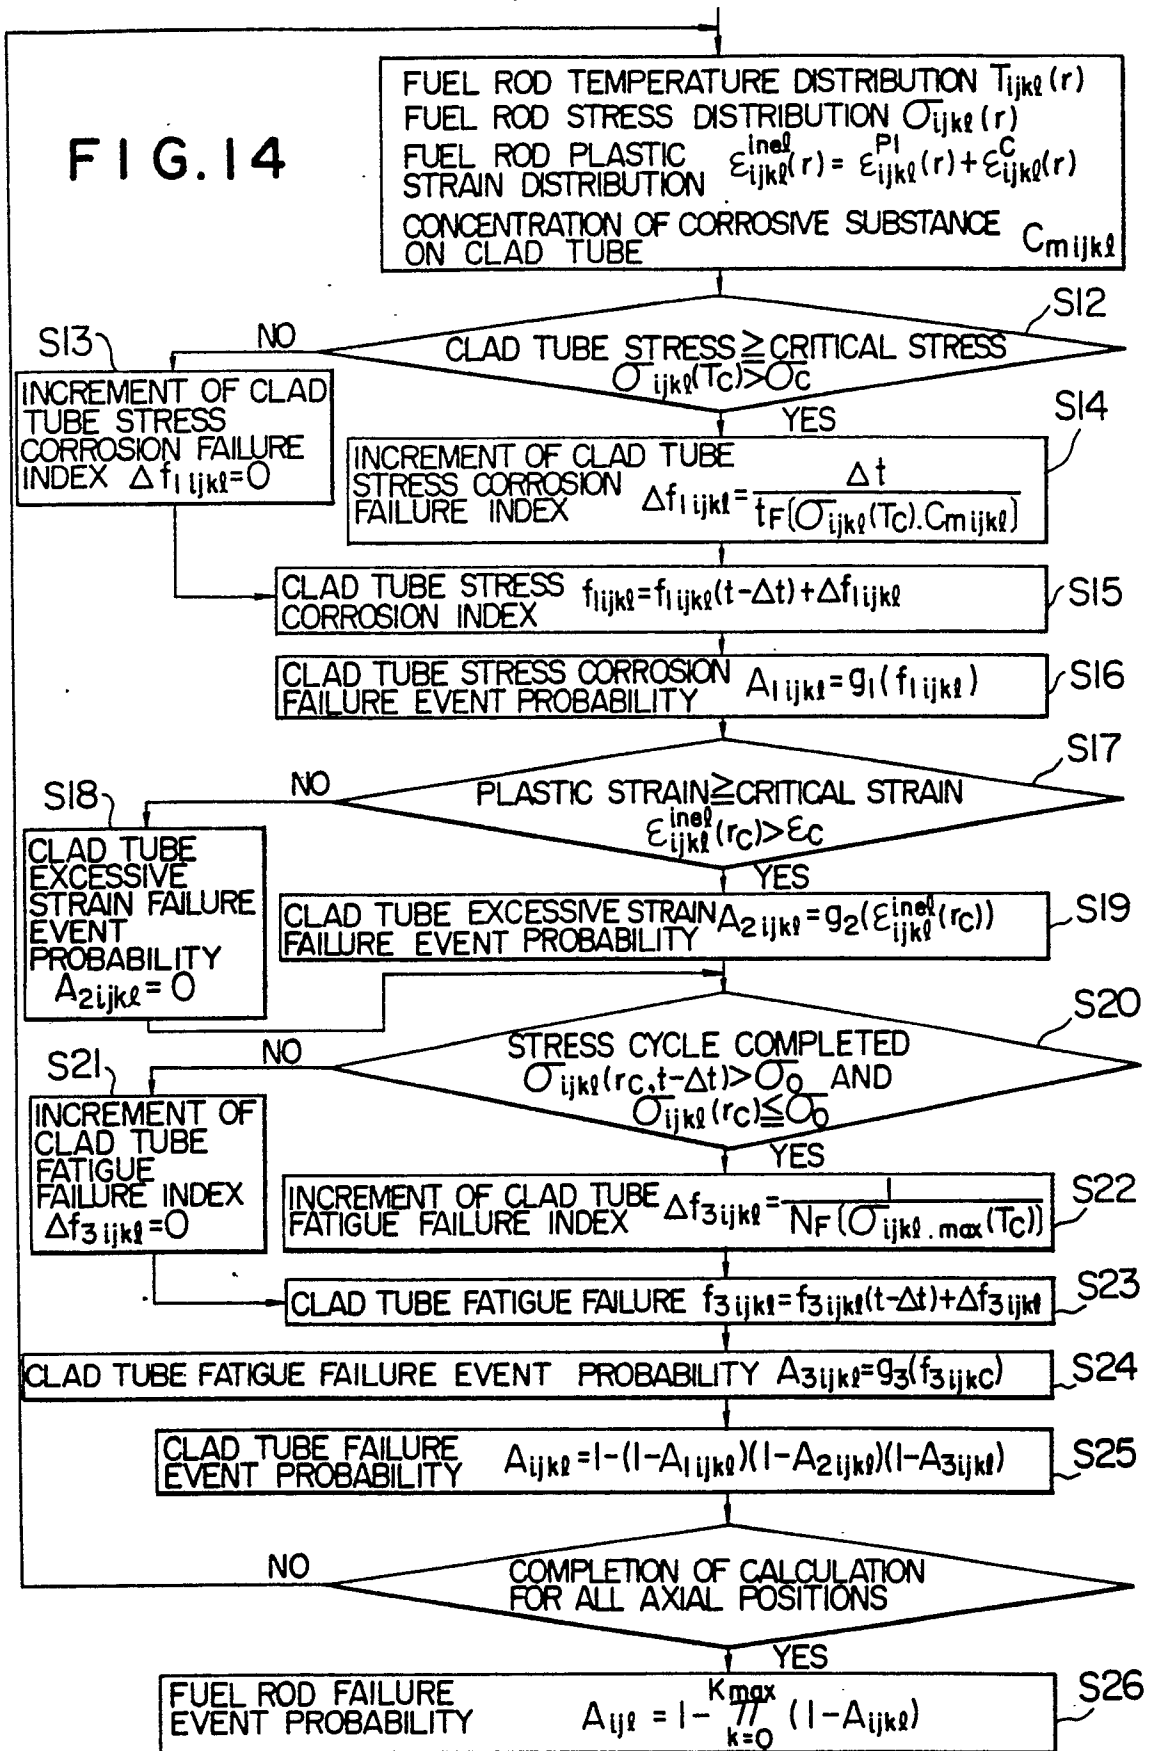 FIG.14
FUEL ROD TEMPERATURE DISTRIBUTION Tijkℓ(r)
FUEL ROD STRESS DISTRIBUTION σijkℓ(r)
FUEL ROD PLASTIC
STRAIN DISTRIBUTION ε^inel ijkℓ(r) = ε^Pl ijkℓ(r) + ε^C ijkℓ(r)
CONCENTRATION OF CORROSIVE SUBSTANCE
ON CLAD TUBE Cmijkℓ
S12
CLAD TUBE STRESS ≧ CRITICAL STRESS
σijkℓ(TC)>σC
NO
YES
S13
INCREMENT OF CLAD
TUBE STRESS
CORROSION FAILURE
INDEX Δf1ijkℓ=0
S14
INCREMENT OF CLAD TUBE
STRESS CORROSION
FAILURE INDEX Δf1ijkℓ = Δt / tF[σijkℓ(TC).Cmijkℓ]
CLAD TUBE STRESS
CORROSION INDEX f1ijkℓ=f1ijkℓ(t-Δt)+Δf1ijkℓ
S15
CLAD TUBE STRESS CORROSION
FAILURE EVENT PROBABILITY A1ijkℓ=g1(f1ijkℓ)
S16
S17
PLASTIC STRAIN ≧ CRITICAL STRAIN
ε^inel ijkℓ(rC)>εC
NO
YES
S18
CLAD TUBE
EXCESSIVE
STRAIN FAILURE
EVENT
PROBABILITY
A2ijkℓ = 0
CLAD TUBE EXCESSIVE STRAIN
FAILURE EVENT PROBABILITY A2ijkℓ=g2(ε^inel ijkℓ(rC))
S19
S20
STRESS CYCLE COMPLETED
σijkℓ(rC,t-Δt)>σ0 AND
σijkℓ(rC)≦σ0
NO
YES
S21
INCREMENT OF
CLAD TUBE
FATIGUE
FAILURE INDEX
Δf3ijkℓ=0
INCREMENT OF CLAD TUBE
FATIGUE FAILURE INDEX Δf3ijkℓ = 1 / NF[σijkℓ.max(TC)]
S22
CLAD TUBE FATIGUE FAILURE f3ijkℓ=f3ijkℓ(t-Δt)+Δf3ijkℓ
S23
CLAD TUBE FATIGUE FAILURE EVENT PROBABILITY A3ijkℓ=g3(f3ijkC)
S24
CLAD TUBE FAILURE
EVENT PROBABILITY Aijkℓ=1-(1-A1ijkℓ)(1-A2ijkℓ)(1-A3ijkℓ)
S25
NO
COMPLETION OF CALCULATION
FOR ALL AXIAL POSITIONS
YES
FUEL ROD FAILURE
EVENT PROBABILITY Aijℓ = 1- Kmax π k=0 (1-Aijkℓ)
S26